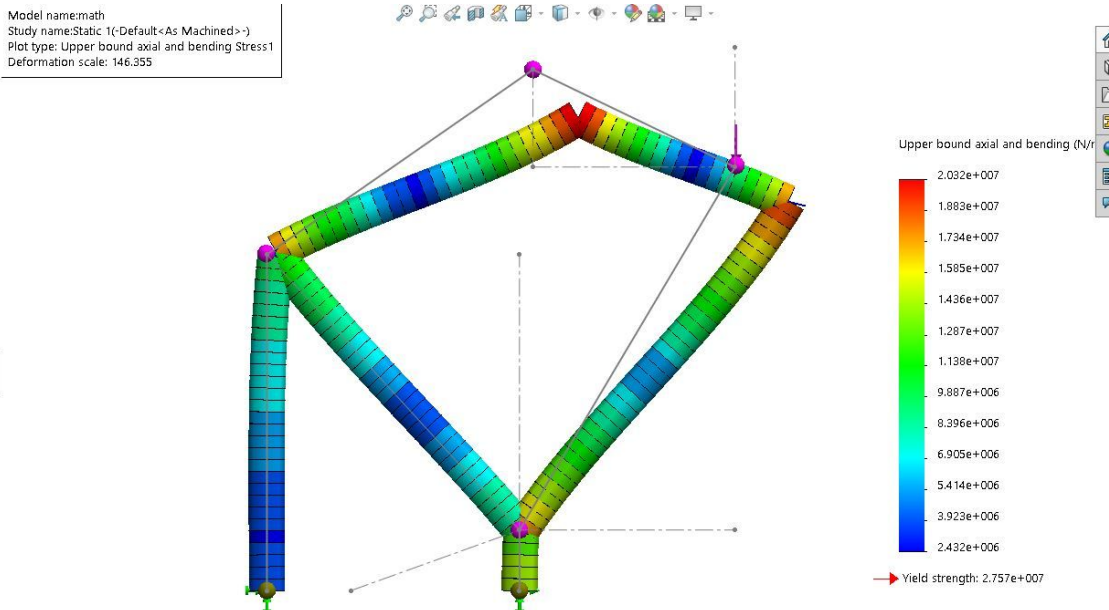 Model name:math
Study name:Static 1(-Default<As Machined>-)
Plot type: Upper bound axial and bending Stress1
Deformation scale: 146.355
Upper bound axial and bending (N/
2.032e+007
1.883e+007
1.734e+007
1.585e+007
1.436e+007
1.287e+007
1.138e+007
9.887e+006
8.396e+006
6.905e+006
5.414e+006
3.923e+006
2.432e+006
Yield strength: 2.757e+007